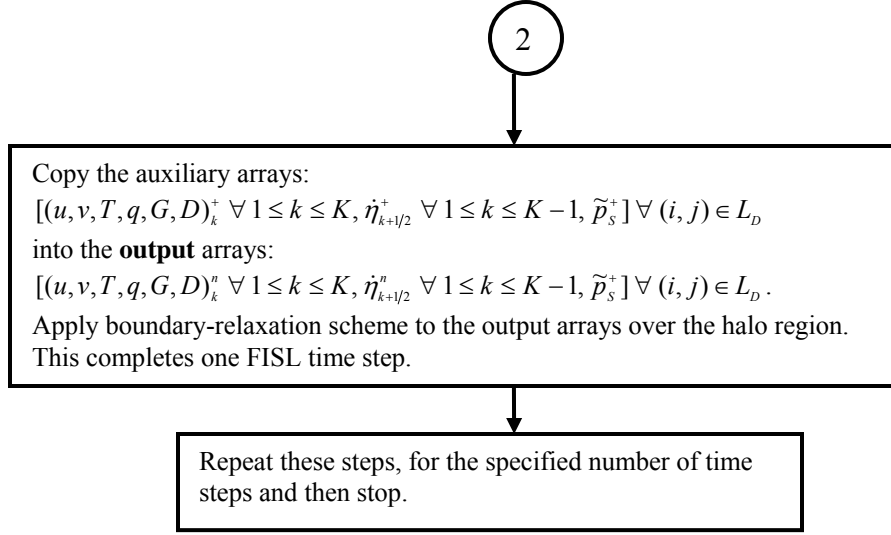 2
Copy the auxiliary arrays:
[(u, v, T, q, G, D)ₖ⁺ ∀ 1 ≤ k ≤ K, η̇⁺ₖ₊₁/₂ ∀ 1 ≤ k ≤ K − 1, p̃ₛ⁺] ∀ (i, j) ∈ L_D
into the output arrays:
[(u, v, T, q, G, D)ₖⁿ ∀ 1 ≤ k ≤ K, η̇ⁿₖ₊₁/₂ ∀ 1 ≤ k ≤ K − 1, p̃ₛ⁺] ∀ (i, j) ∈ L_D .
Apply boundary-relaxation scheme to the output arrays over the halo region.
This completes one FISL time step.
Repeat these steps, for the specified number of time
steps and then stop.